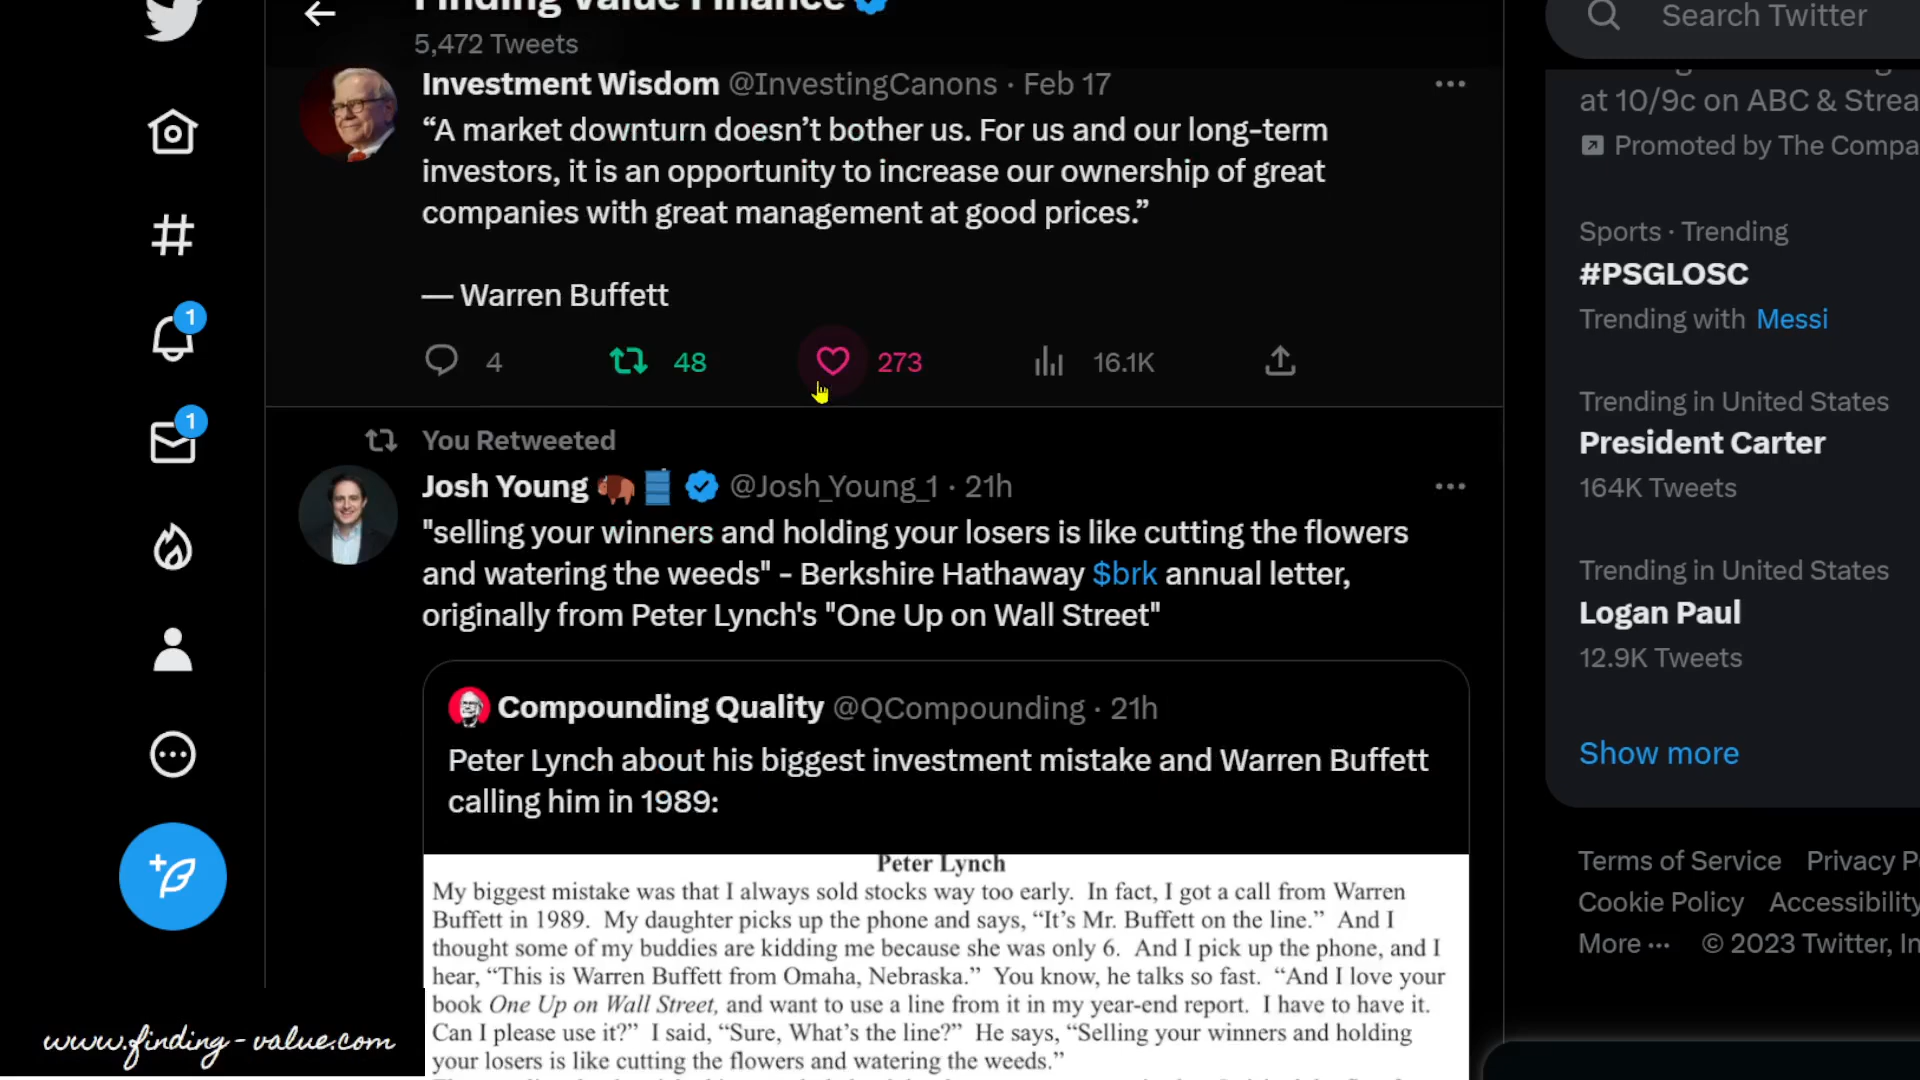 Finding Value Finance
5,472 Tweets
Investment Wisdom @InvestingCanons · Feb 17
“A market downturn doesn’t bother us. For us and our long-term
investors, it is an opportunity to increase our ownership of great
companies with great management at good prices.”
— Warren Buffett
4 48 273 16.1K
You Retweeted
Josh Young @Josh_Young_1 · 21h
"selling your winners and holding your losers is like cutting the flowers
and watering the weeds" - Berkshire Hathaway $brk annual letter,
originally from Peter Lynch's "One Up on Wall Street"
Compounding Quality @QCompounding · 21h
Peter Lynch about his biggest investment mistake and Warren Buffett
calling him in 1989:
Peter Lynch
My biggest mistake was that I always sold stocks way too early. In fact, I got a call from Warren
Buffett in 1989. My daughter picks up the phone and says, “It’s Mr. Buffett on the line.” And I
thought some of my buddies are kidding me because she was only 6. And I pick up the phone, and I
hear, “This is Warren Buffett from Omaha, Nebraska.” You know, he talks so fast. “And I love your
book One Up on Wall Street, and want to use a line from it in my year-end report. I have to have it.
Can I please use it?” I said, “Sure, What’s the line?” He says, “Selling your winners and holding
your losers is like cutting the flowers and watering the weeds.”
1
1
www.finding-value.com
Search Twitter
at 10/9c on ABC & Strea
Promoted by The Compa
Sports · Trending
#PSGLOSC
Trending with Messi
Trending in United States
President Carter
164K Tweets
Trending in United States
Logan Paul
12.9K Tweets
Show more
Terms of Service Privacy P
Cookie Policy Accessibility
More ··· © 2023 Twitter, In